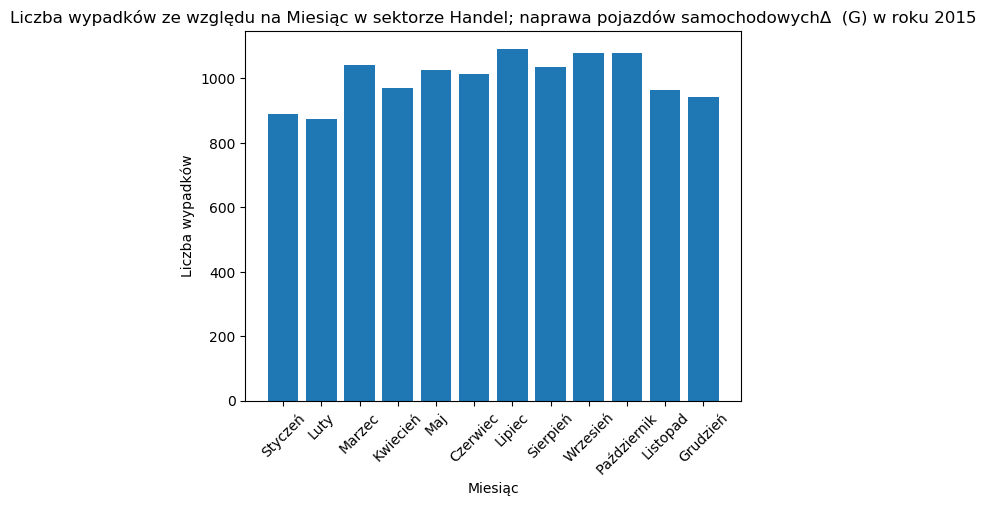 Liczba wypadków ze względu na Miesiąc w sektorze Handel; naprawa pojazdów samochodowychΔ  (G) w roku 2015
Liczba wypadków
1000
800
600
400
200
0
Styczeń
Luty
Marzec
Kwiecień
Maj
Czerwiec
Lipiec
Sierpień
Wrzesień
Październik
Listopad
Grudzień
Miesiąc